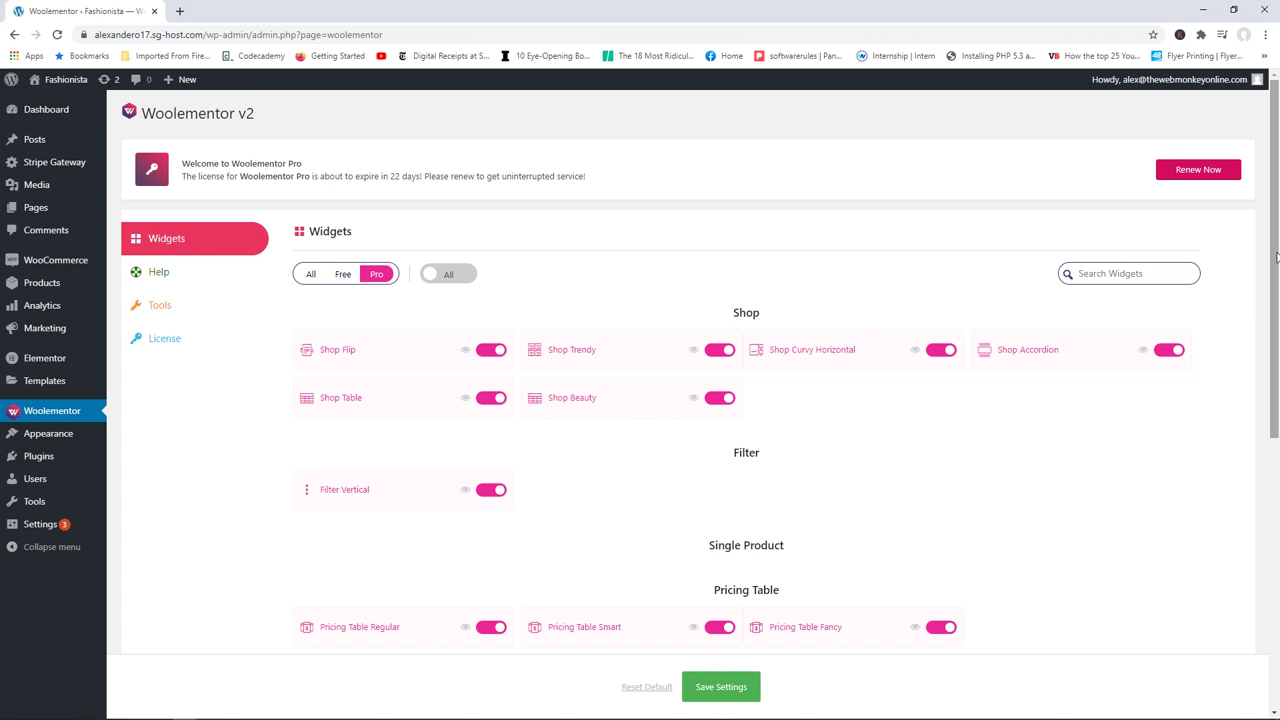 Woolementor ‹ Fashionista — Wo
alexandero17.sg-host.com/wp-admin/admin.php?page=woolementor
Apps
Bookmarks
Imported From Fire...
Codecademy
Getting Started
Digital Receipts at S...
10 Eye-Opening Bo...
The 18 Most Ridicul...
Home
softwarerules | Pap...
Internship | Intern
Installing PHP 5.3 a...
How the top 25 You...
Flyer Printing | Flyer...
»
Fashionista
2
0
New
Howdy, alex@thewebmonkeyonline.com
Dashboard
Posts
Stripe Gateway
Media
Pages
Comments
WooCommerce
Products
Analytics
Marketing
Elementor
Templates
Woolementor
Appearance
Plugins
Users
Tools
Settings 3
Collapse menu
Woolementor v2
Welcome to Woolementor Pro
The license for Woolementor Pro is about to expire in 22 days! Please renew to get uninterrupted service!
Renew Now
Widgets
Help
Tools
License
Widgets
All Free Pro
All
Search Widgets
Shop
Shop Flip
Shop Trendy
Shop Curvy Horizontal
Shop Accordion
Shop Table
Shop Beauty
Filter
Filter Vertical
Single Product
Pricing Table
Pricing Table Regular
Pricing Table Smart
Pricing Table Fancy
Reset Default
Save Settings